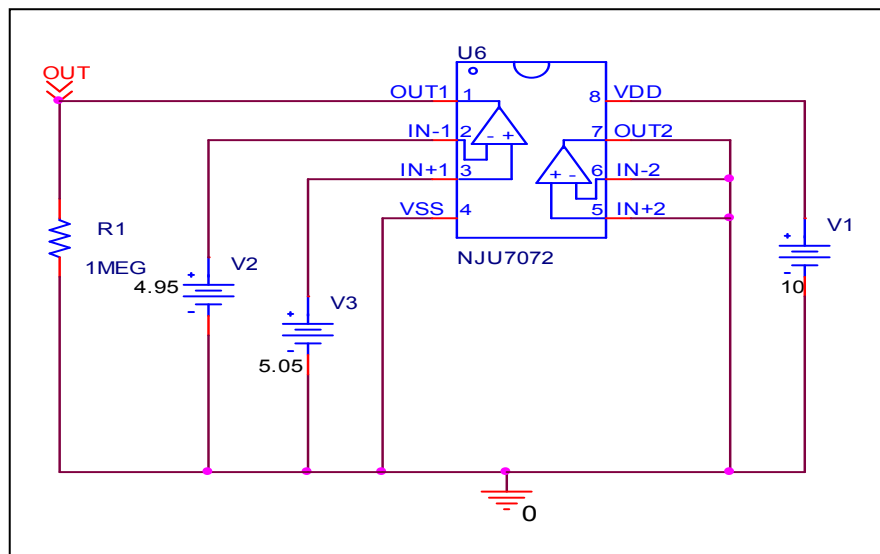 U6
OUT
OUT1 1 8 VDD
IN-1 2 - + 7 OUT2
IN+1 3 + - 6 IN-2
VSS 4 5 IN+2
NJU7072
R1
1MEG
+ V2
4.95
-
+ V3
-
5.05
+ V1
-
10
0